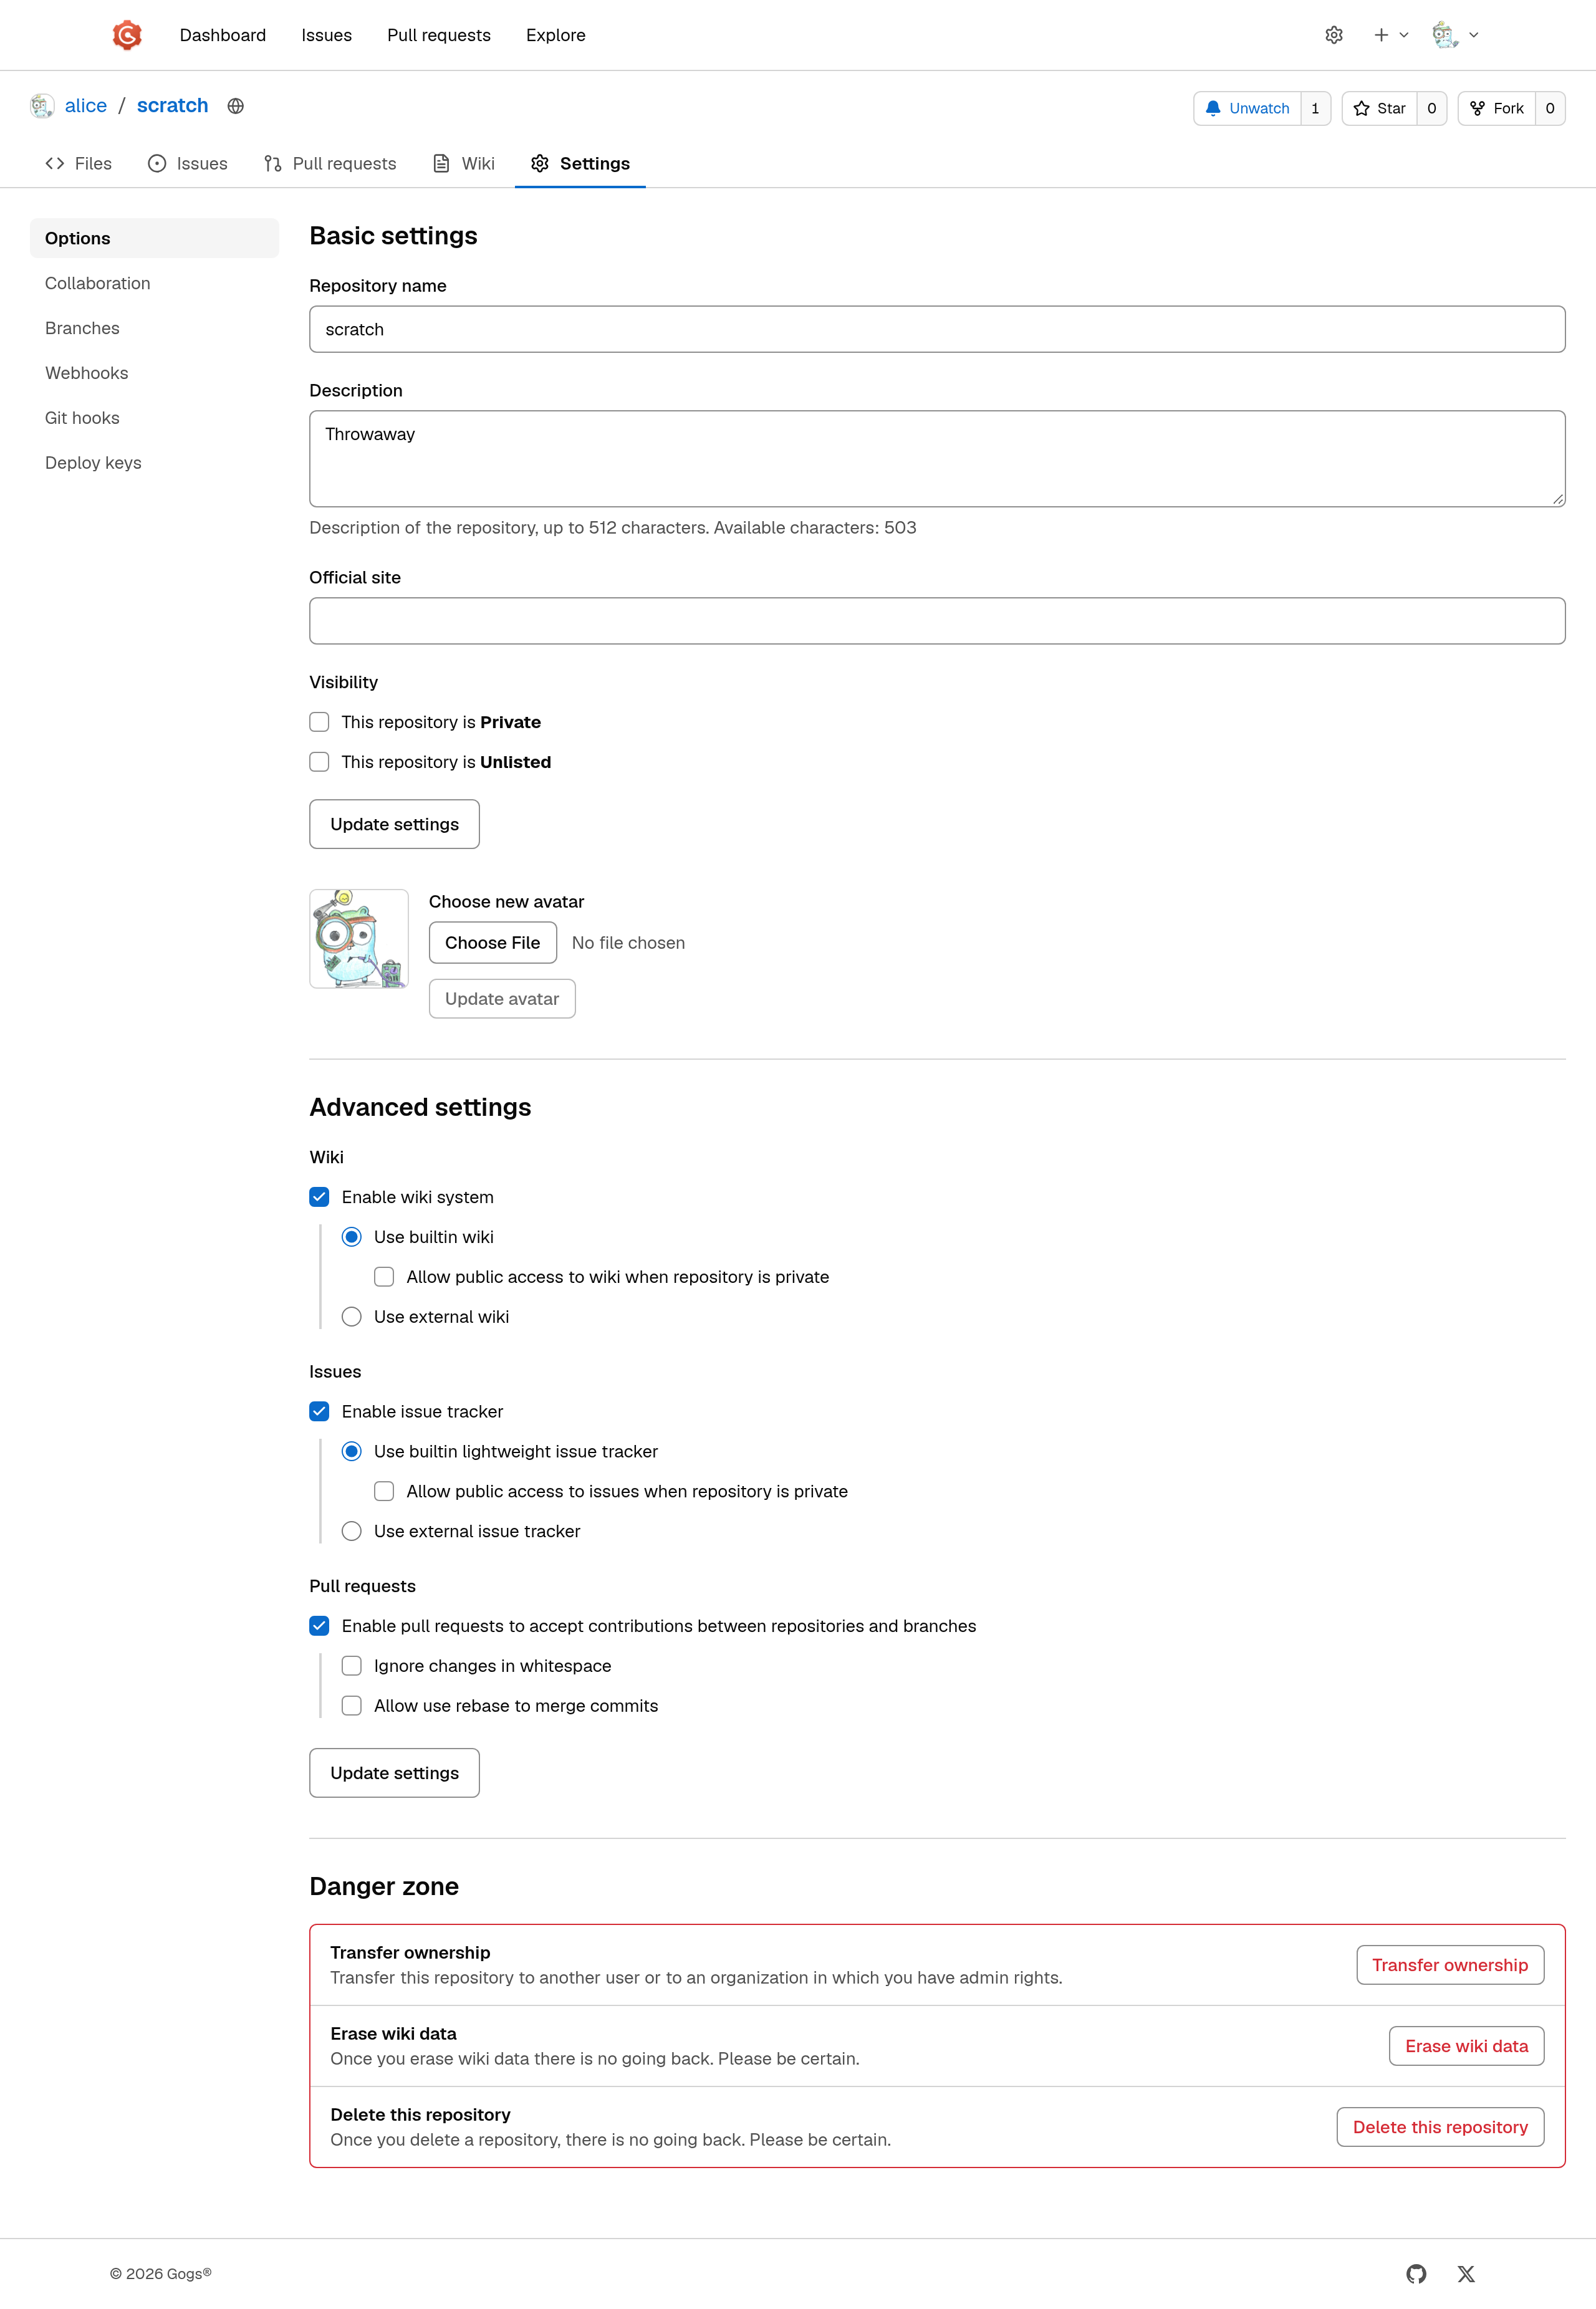 Dashboard Issues Pull requests Explore
alice / scratch
Unwatch 1 Star 0 Fork 0
Files Issues Pull requests Wiki Settings
Options
Collaboration
Branches
Webhooks
Git hooks
Deploy keys
Basic settings
Repository name
scratch
Description
Throwaway
Description of the repository, up to 512 characters. Available characters: 503
Official site
Visibility
This repository is Private
This repository is Unlisted
Update settings
Choose new avatar
Choose File No file chosen
Update avatar
Advanced settings
Wiki
Enable wiki system
Use builtin wiki
Allow public access to wiki when repository is private
Use external wiki
Issues
Enable issue tracker
Use builtin lightweight issue tracker
Allow public access to issues when repository is private
Use external issue tracker
Pull requests
Enable pull requests to accept contributions between repositories and branches
Ignore changes in whitespace
Allow use rebase to merge commits
Update settings
Danger zone
Transfer ownership
Transfer this repository to another user or to an organization in which you have admin rights.
Transfer ownership
Erase wiki data
Once you erase wiki data there is no going back. Please be certain.
Erase wiki data
Delete this repository
Once you delete a repository, there is no going back. Please be certain.
Delete this repository
© 2026 Gogs®